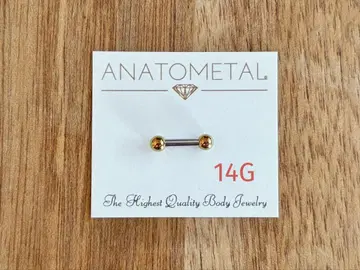 ANATOMETAL
14G
The Highest Quality Body Jewelry